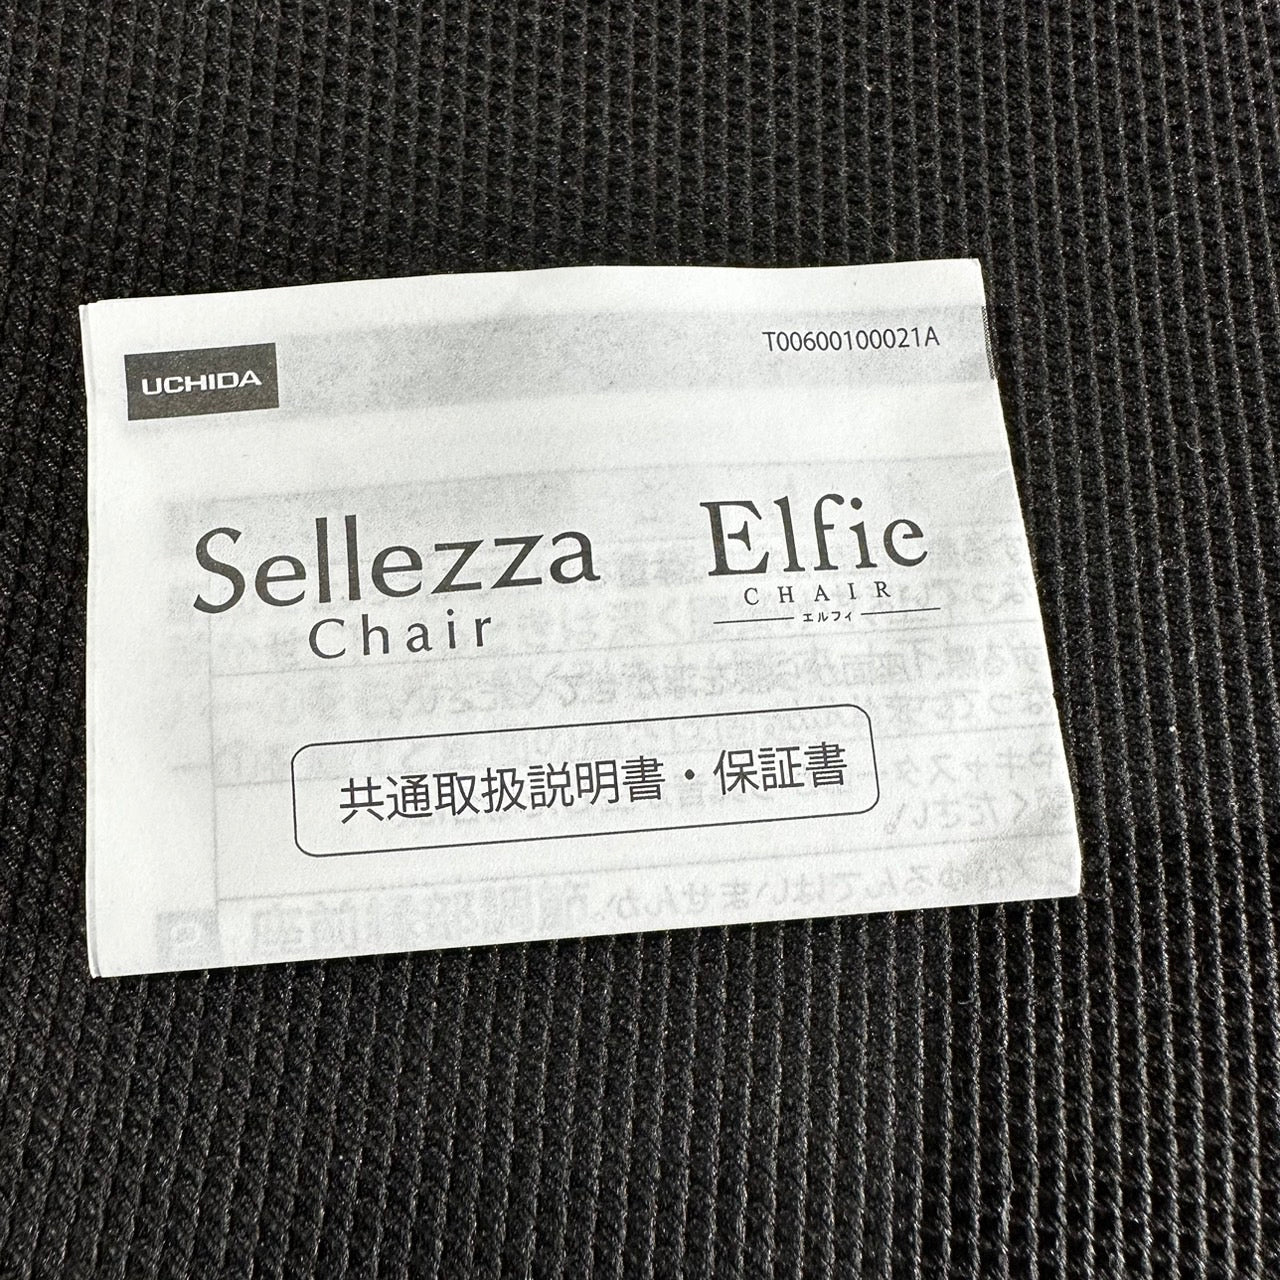 UCHIDA
T00600100021A
Sellezza
Chair
Elfie
CHAIR
エルフィ
共通取扱説明書・保証書